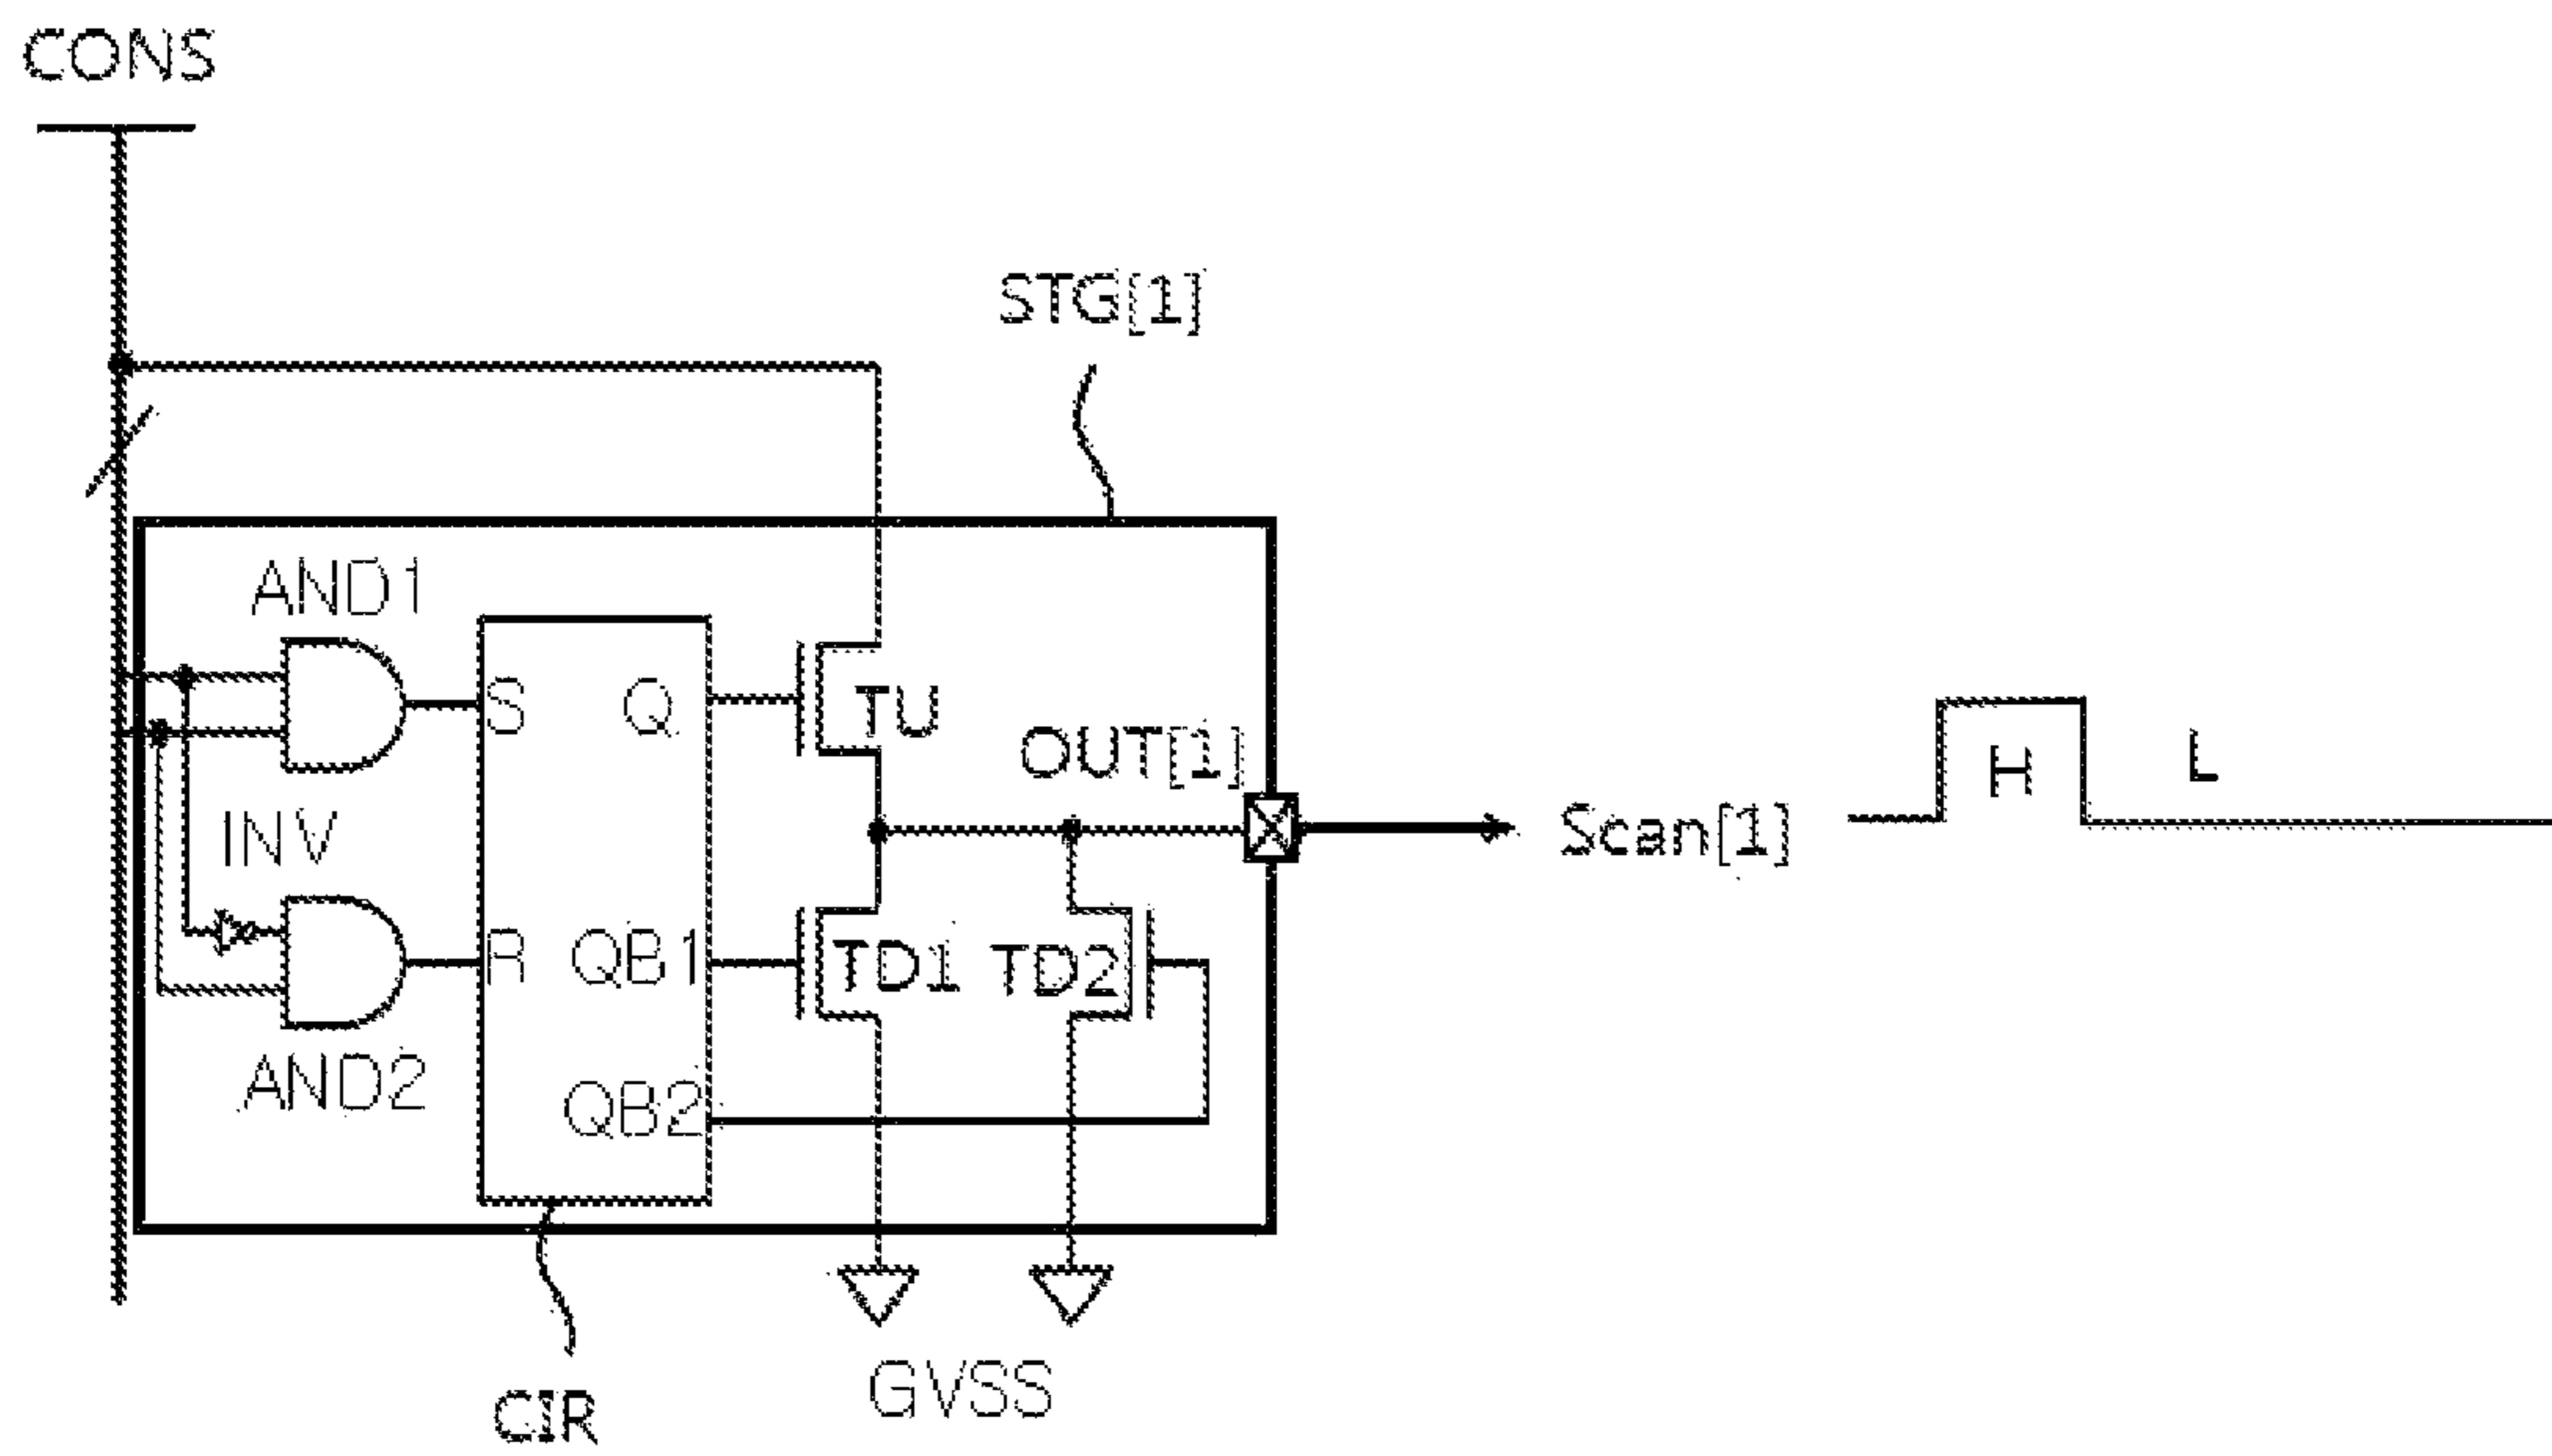 CONS
STG[1]
AND1
S
Q
TU
OUT[1]
H
L
Scan[1]
INV
R
QB1
TD1
TD2
AND2
QB2
GVSS
CIR